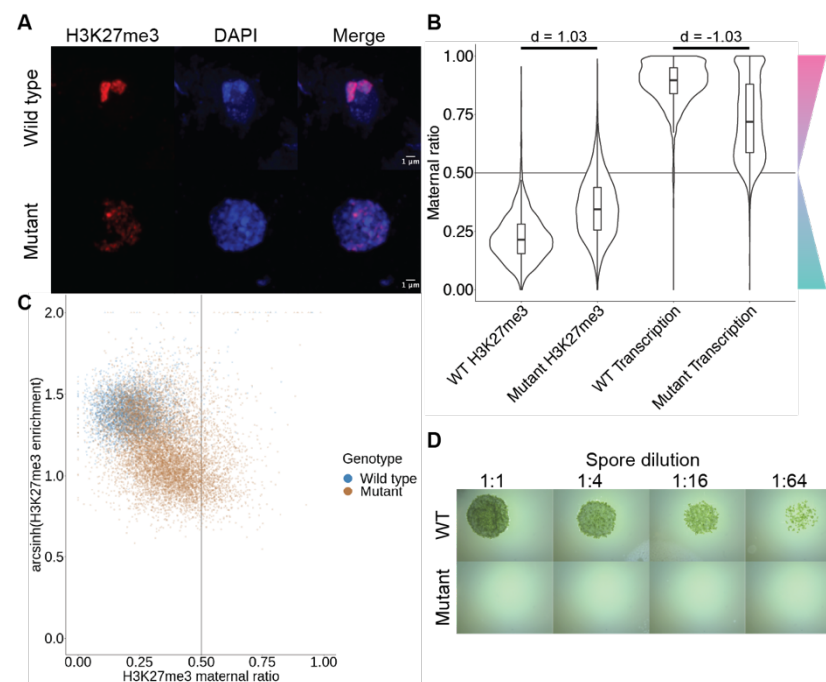 A
H3K27me3 DAPI Merge
Wild type
1 µm
Mutant
1 µm
B
d = 1.03 d = -1.03
Maternal ratio
1.00
0.75
0.50
0.25
0.00
WT H3K27me3
Mutant H3K27me3
WT Transcription
Mutant Transcription
C
arcsinh(H3K27me3 enrichment)
2.0
1.5
1.0
0.5
0.0
0.00 0.25 0.50 0.75 1.00
H3K27me3 maternal ratio
Genotype
Wild type
Mutant
D
Spore dilution
1:1 1:4 1:16 1:64
WT
Mutant